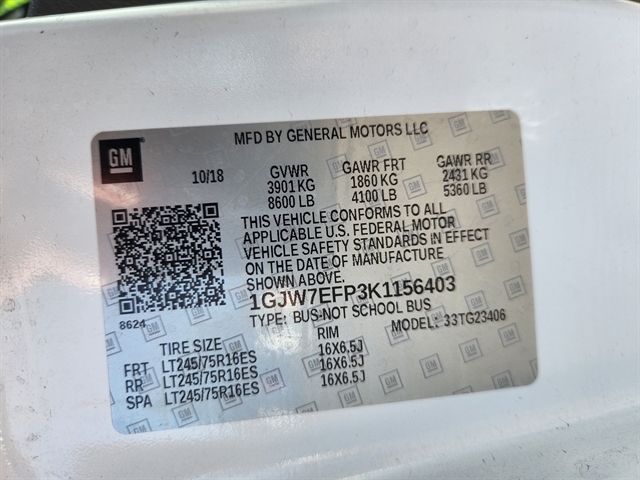 MFD BY GENERAL MOTORS LLC
GM
10/18 GVWR GAWR FRT GAWR RR
3901 KG 1860 KG 2431 KG
8600 LB 4100 LB 5360 LB
THIS VEHICLE CONFORMS TO ALL
APPLICABLE U.S. FEDERAL MOTOR
VEHICLE SAFETY STANDARDS IN EFFECT
ON THE DATE OF MANUFACTURE
SHOWN ABOVE.
1GJW7EFP3K1156403
8624 TYPE: BUS-NOT SCHOOL BUS
MODEL: 33TG23406
TIRE SIZE RIM
FRT LT245/75R16ES 16X6.5J
RR LT245/75R16ES 16X6.5J
SPA LT245/75R16ES 16X6.5J